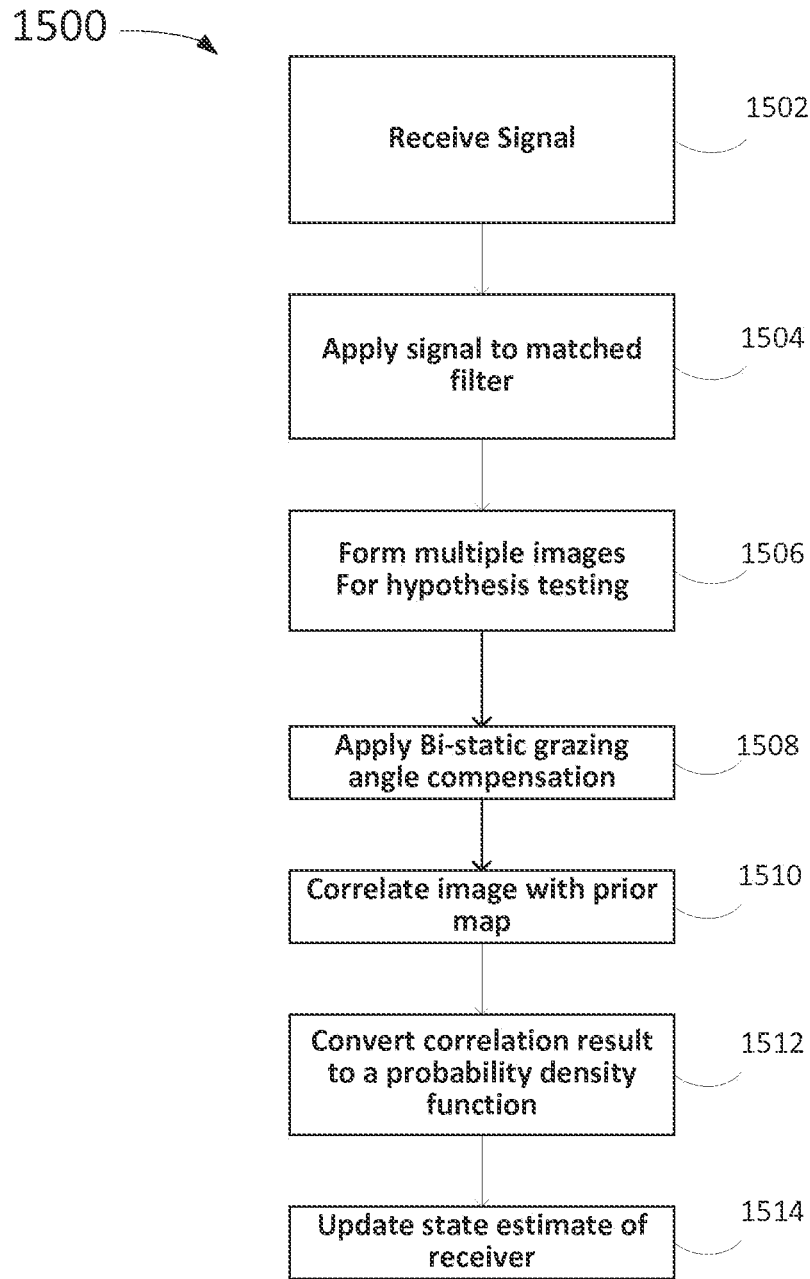 1500
Receive Signal
1502
Apply signal to matched
filter
1504
Form multiple images
For hypothesis testing
1506
Apply Bi-static grazing
angle compensation
1508
Correlate image with prior
map
1510
Convert correlation result
to a probability density
function
1512
Update state estimate of
receiver
1514